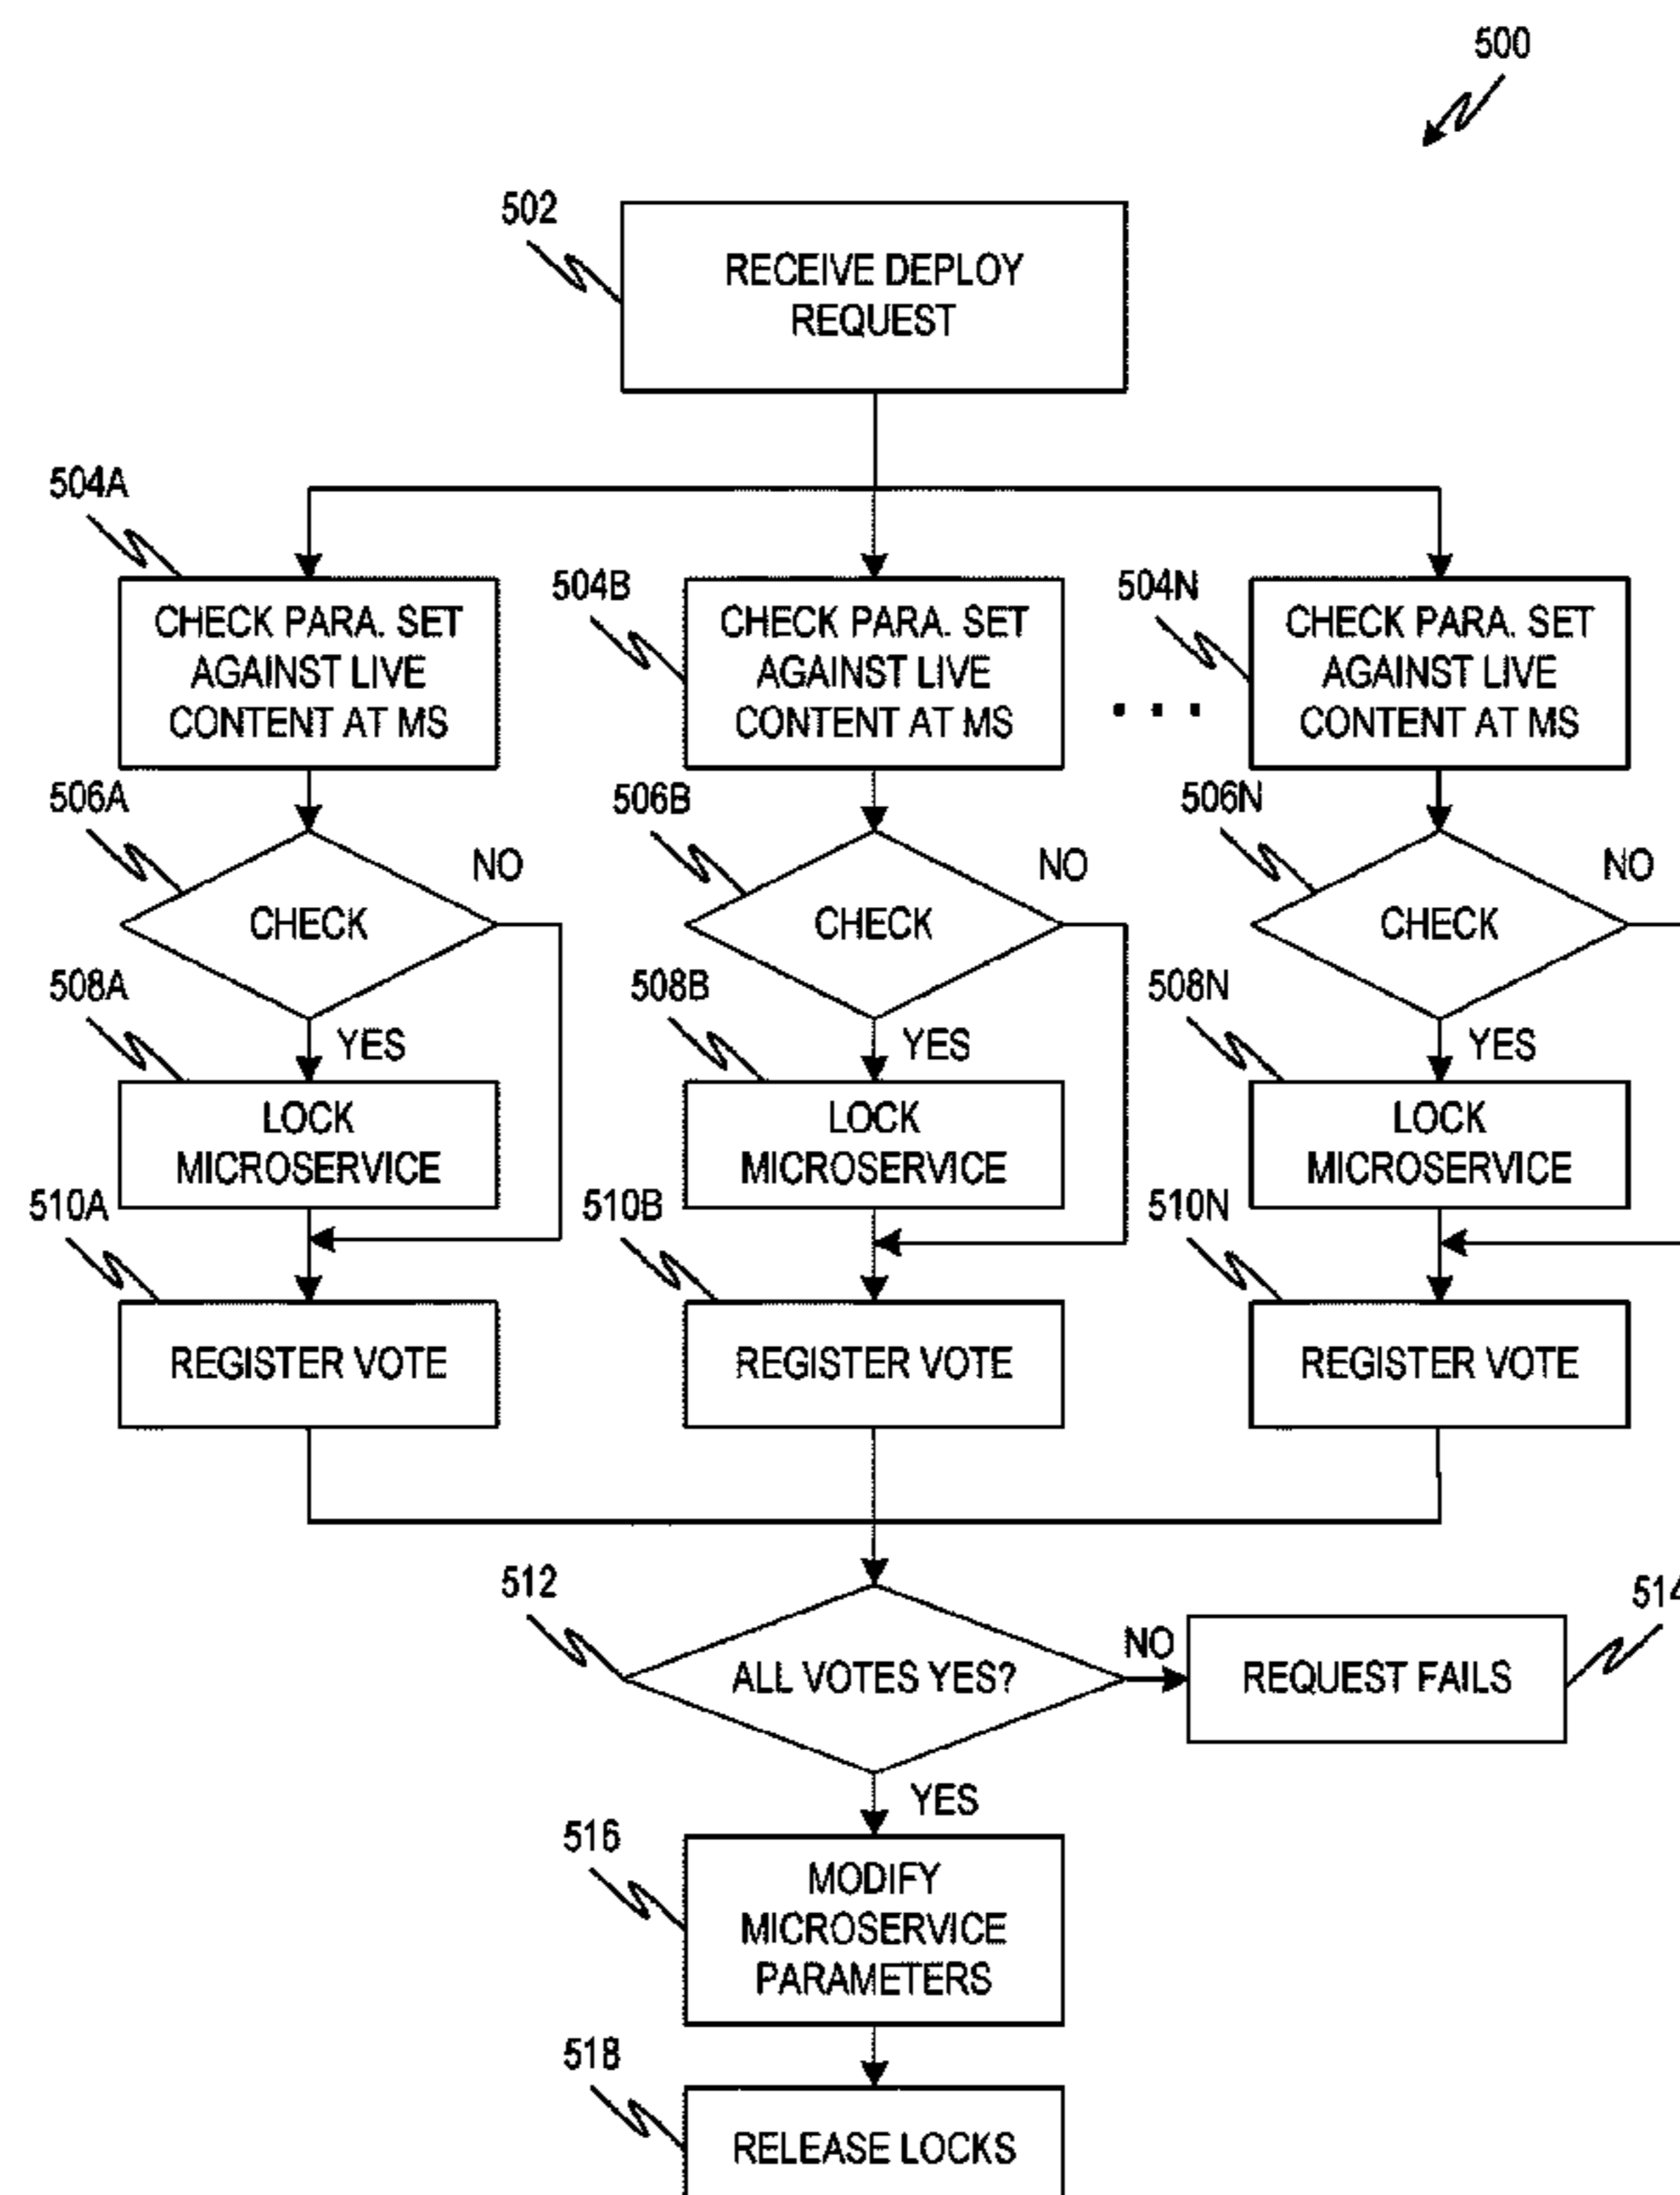 500
502
RECEIVE DEPLOY
REQUEST
504A
504B
504N
CHECK PARA. SET
AGAINST LIVE
CONTENT AT MS
CHECK PARA. SET
AGAINST LIVE
CONTENT AT MS
. . .
CHECK PARA. SET
AGAINST LIVE
CONTENT AT MS
506A
506B
506N
NO
NO
NO
CHECK
CHECK
CHECK
508A
508B
508N
YES
YES
YES
LOCK
MICROSERVICE
LOCK
MICROSERVICE
LOCK
MICROSERVICE
510A
510B
510N
REGISTER VOTE
REGISTER VOTE
REGISTER VOTE
512
514
ALL VOTES YES?
NO
REQUEST FAILS
YES
516
MODIFY
MICROSERVICE
PARAMETERS
518
RELEASE LOCKS